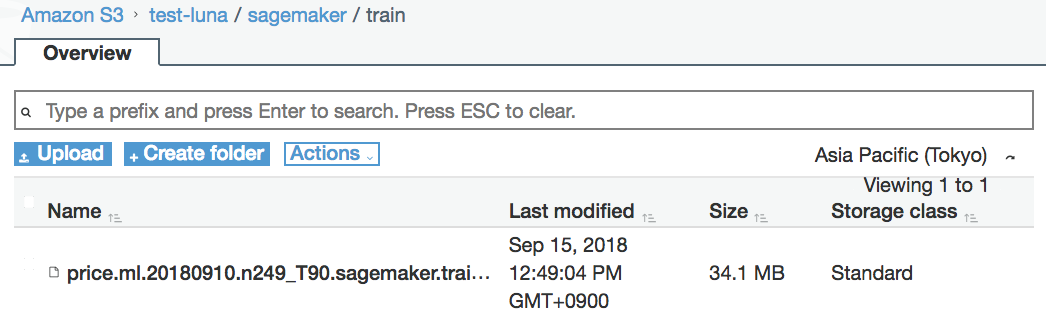 Amazon S3 › test-luna / sagemaker / train
Overview
Type a prefix and press Enter to search. Press ESC to clear.
Upload + Create folder Actions
Asia Pacific (Tokyo)
Viewing 1 to 1
Name Last modified Size Storage class
price.ml.20180910.n249_T90.sagemaker.trai... Sep 15, 2018 12:49:04 PM GMT+0900 34.1 MB Standard